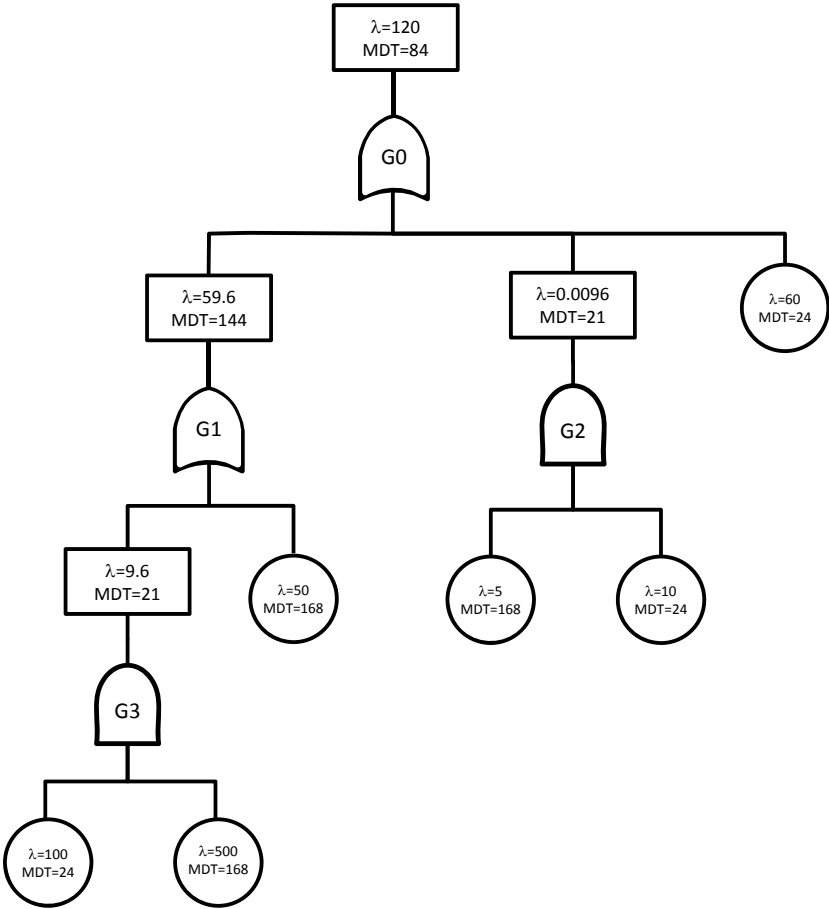 λ=120
MDT=84
G0
λ=59.6
MDT=144
λ=0.0096
MDT=21
λ=60
MDT=24
G1
G2
λ=9.6
MDT=21
λ=50
MDT=168
λ=5
MDT=168
λ=10
MDT=24
G3
λ=100
MDT=24
λ=500
MDT=168